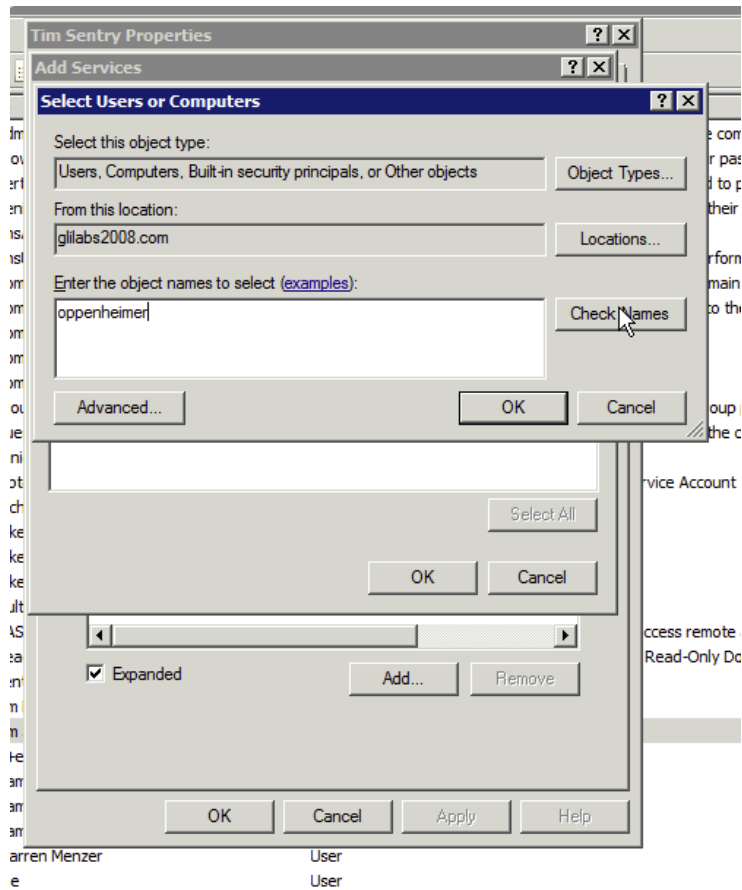 Tim Sentry Properties
Add Services
Select Users or Computers
Select this object type:
Users, Computers, Built-in security principals, or Other objects
Object Types...
From this location:
glilabs2008.com
Locations...
Enter the object names to select (examples):
oppenheimer
Check Names
Advanced...
OK
Cancel
rvice Account
Select All
OK
Cancel
ccess remote
Read-Only Do
Expanded
Add...
Remove
OK
Cancel
Apply
Help
arren Menzer
User
e
User